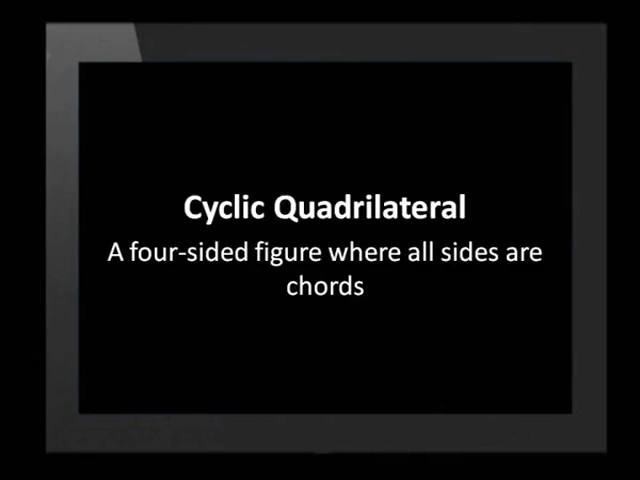 Cyclic Quadrilateral
A four-sided figure where all sides are
chords